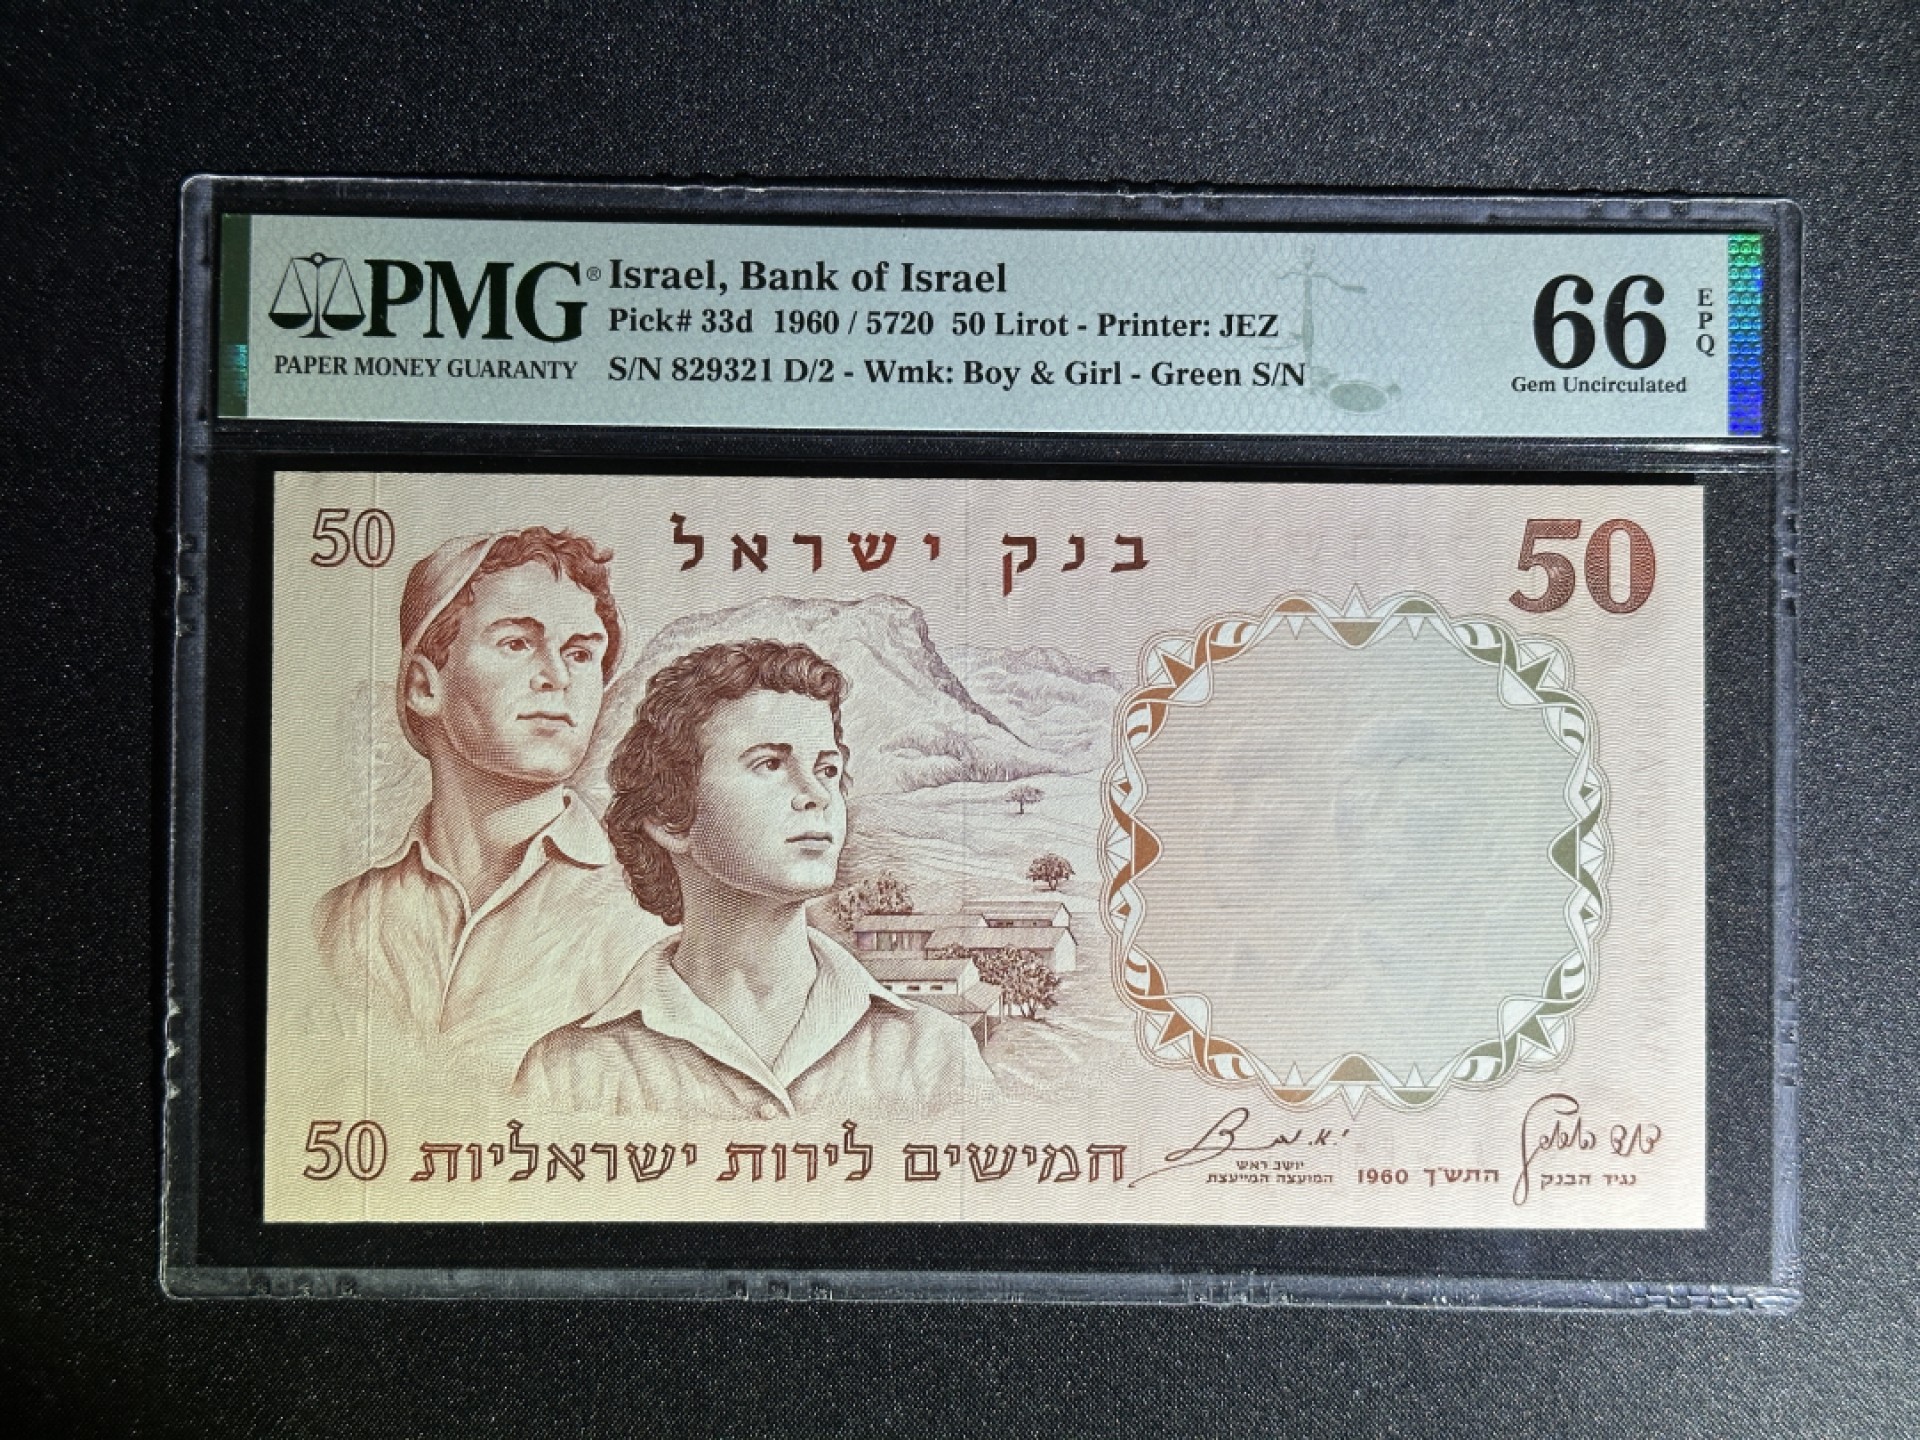 PMG®
PAPER MONEY GUARANTY
Israel, Bank of Israel
Pick# 33d 1960 / 5720 50 Lirot - Printer: JEZ
S/N 829321 D/2 - Wmk: Boy & Girl - Green S/N
66
EPQ
Gem Uncirculated
50
בנק ישראל
50
50
חמישים לירות ישראליות
יושב ראש
המועצה המייעצת
התש"ך 1960
נגיד הבנק